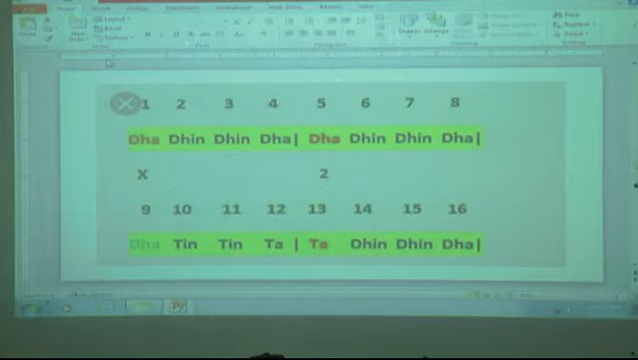 1 2 3 4 5 6 7 8
Dha Dhin Dhin Dha| Dha Dhin Dhin Dha|
X 2
9 10 11 12 13 14 15 16
Dha Tin Tin Ta | Ta Dhin Dhin Dha|